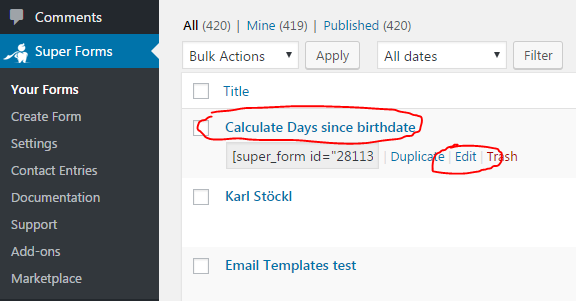 Comments
Super Forms
Your Forms
Create Form
Settings
Contact Entries
Documentation
Support
Add-ons
Marketplace
All (420) | Mine (419) | Published (420)
Bulk Actions Apply All dates Filter
Title
Calculate Days since birthdate
[super_form id="28113 | Duplicate | Edit | Trash
Karl Stöckl
Email Templates test